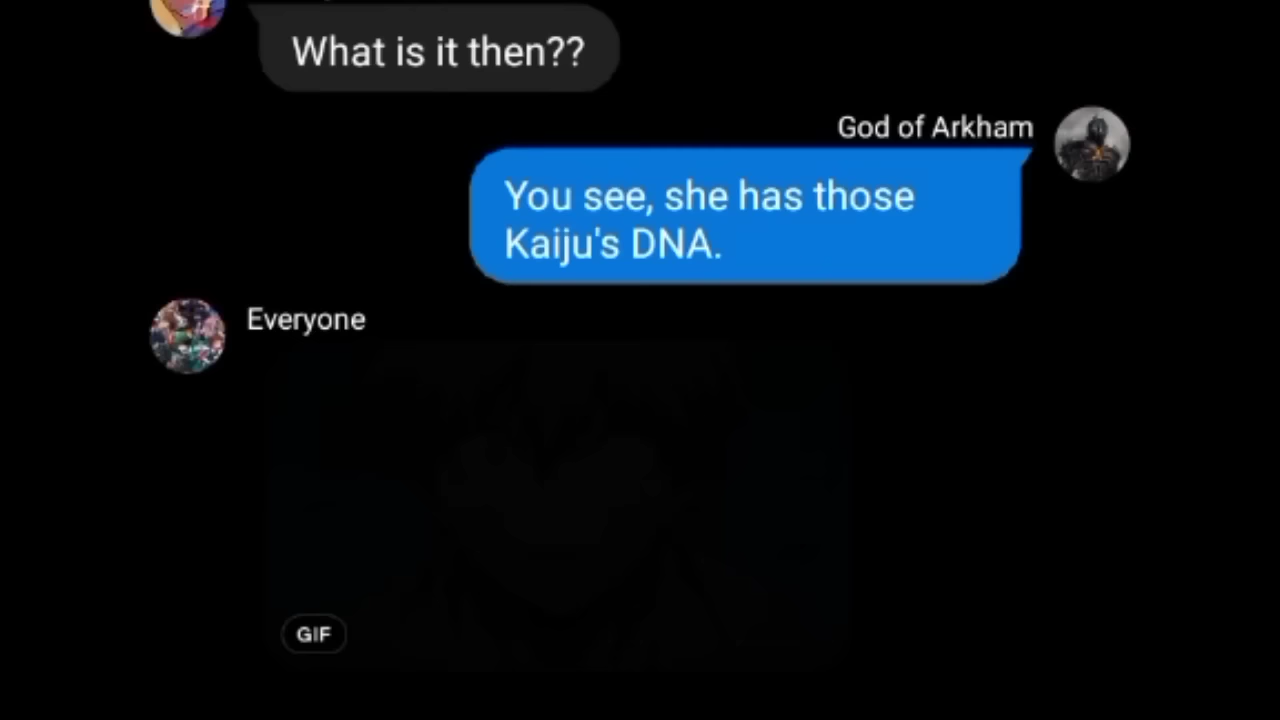 What is it then??
God of Arkham
You see, she has those
Kaiju's DNA.
Everyone
GIF